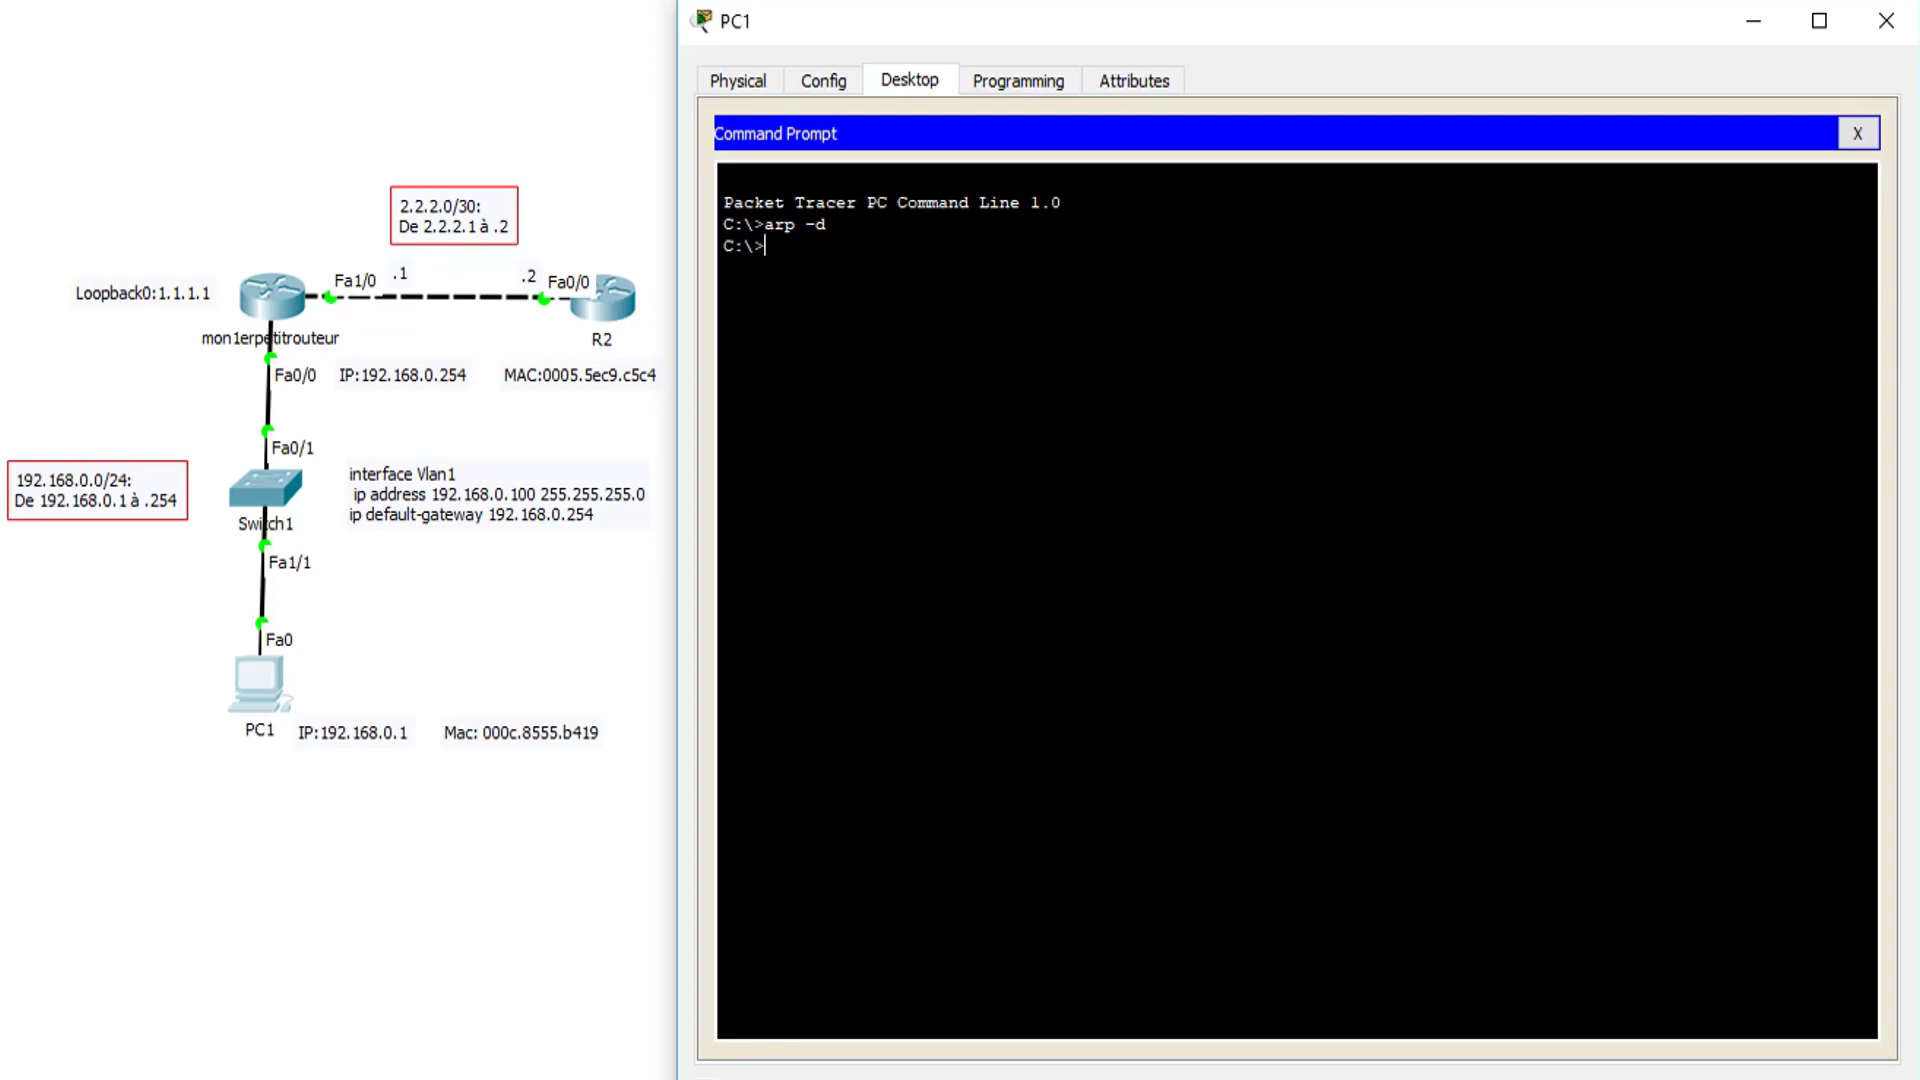 PC1
Physical
Config
Desktop
Programming
Attributes
Command Prompt
X
Packet Tracer PC Command Line 1.0
C:\>arp -d
C:\>
2.2.2.0/30:
De 2.2.2.1 à .2
Loopback0:1.1.1.1
Fa1/0
.1
.2
Fa0/0
mon1erpetitrouteur
R2
Fa0/0
IP:192.168.0.254
MAC:0005.5ec9.c5c4
Fa0/1
192.168.0.0/24:
De 192.168.0.1 à .254
interface Vlan1
ip address 192.168.0.100 255.255.255.0
ip default-gateway 192.168.0.254
Switch1
Fa1/1
Fa0
PC1
IP:192.168.0.1
Mac: 000c.8555.b419